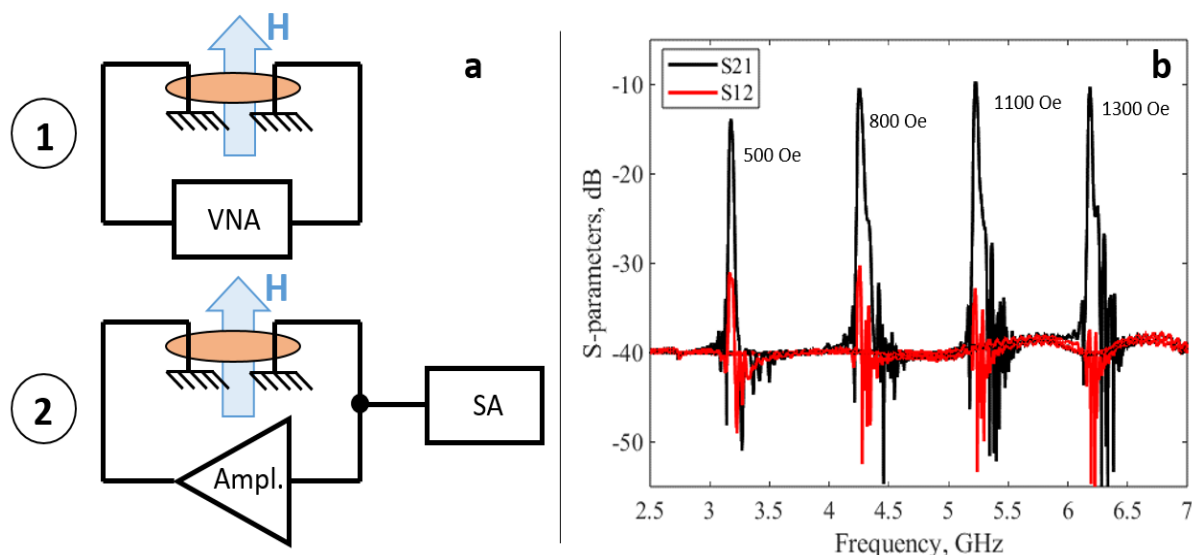 H
a
1
VNA
H
2
Ampl.
SA
b
S21
S12
500 Oe
800 Oe
1100 Oe
1300 Oe
S-parameters, dB
-10
-20
-30
-40
-50
2.5 3 3.5 4 4.5 5 5.5 6 6.5 7
Frequency, GHz